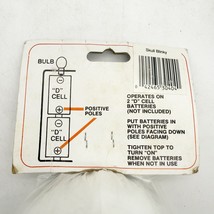 Skull Blinky
BULB
"D"
CELL
POSITIVE
POLES
"D"
CELL
OPERATES ON
2 "D" CELL
BATTERIES
(NOT INCLUDED)
PUT BATTERIES IN
WITH POSITIVE
POLES FACING DOWN
(SEE DIAGRAM)
TIGHTEN TOP TO
TURN "ON"
REMOVE BATTERIES
WHEN NOT IN USE